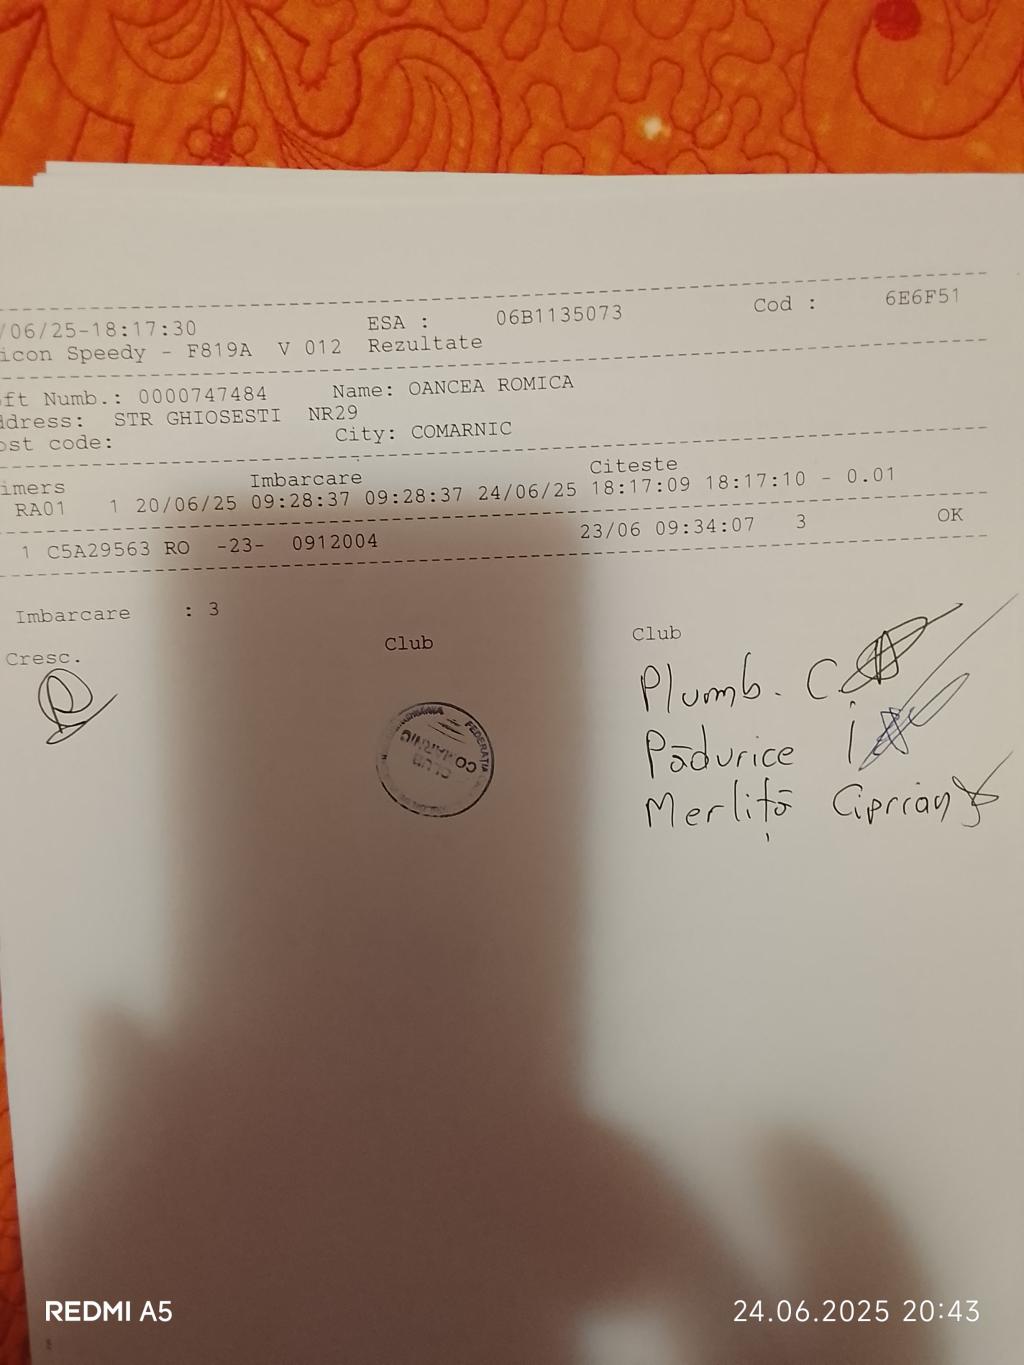 /06/25-18:17:30 ESA : 06B1135073 Cod : 6E6F51
icon Speedy - F819A V 012 Rezultate
oft Numb.: 0000747484 Name: OANCEA ROMICA
ddress: STR GHIOSESTI NR29
ost code: City: COMARNIC
imers Imbarcare Citeste
RA01 1 20/06/25 09:28:37 09:28:37 24/06/25 18:17:09 18:17:10 - 0.01
1 C5A29563 RO -23- 0912004 23/06 09:34:07 3 OK
Imbarcare : 3
Cresc. Club Club
Plumb. C.
Pădurice I
Merliță Ciprian
FEDERAȚIA
CLUB
COMARNIC
REDMI A5 24.06.2025 20:43